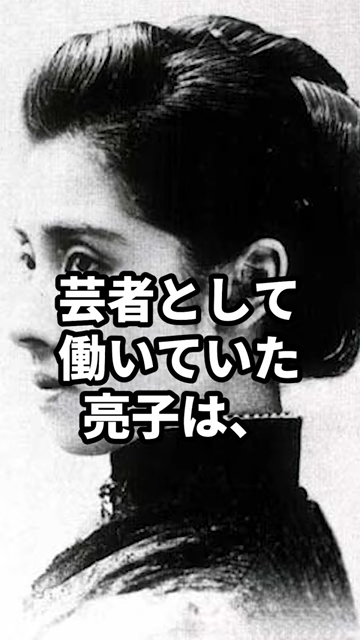 芸者として
働いていた
亮子は、